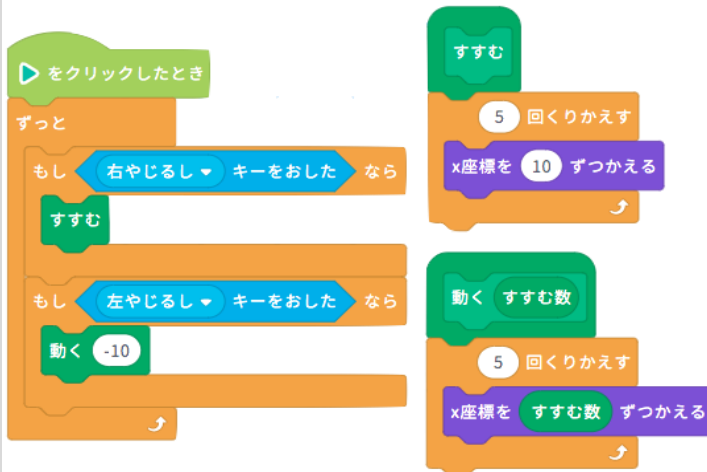 をクリックしたとき
ずっと
もし 右やじるし キーをおした なら
すすむ
もし 左やじるし キーをおした なら
動く -10
すすむ
5 回くりかえす
x座標を 10 ずつかえる
動く すすむ数
5 回くりかえす
x座標を すすむ数 ずつかえる